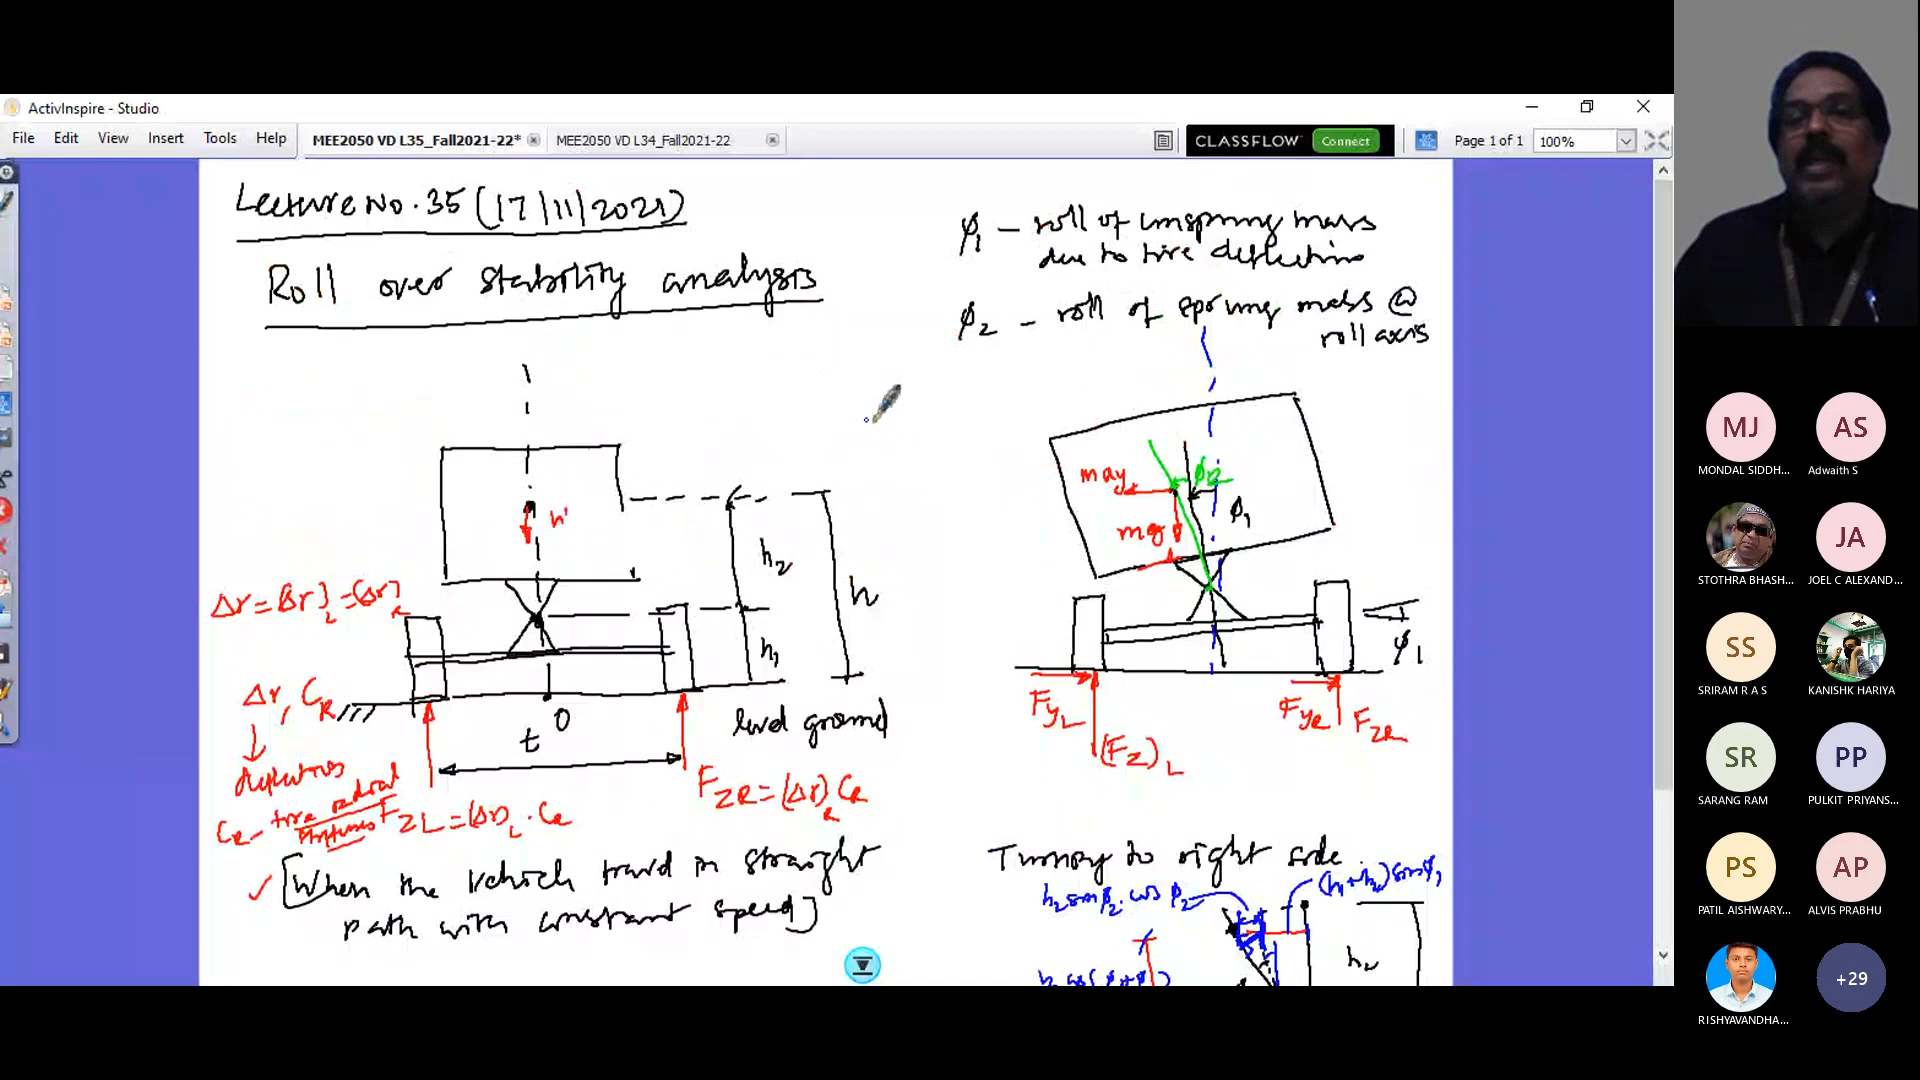 ActivInspire - Studio
File Edit View Insert Tools Help
MEE2050 VD L35_Fall2021-22* MEE2050 VD L34_Fall2021-22
CLASSFLOW Connect
Page 1 of 1 100%
Lecture No. 35 (17/11/2021)
Roll over stability analysis
ϕ1 – roll of unsprung mass
due to tire deflection
ϕ2 – roll of sprung mass @
roll axis
h2
h
h1
Δr = Δr)L = (Δr)R
Δr, CR
O
t
level ground
deflection
CR – tire radial
stiffness
FZL = (Δr)L . CR
FZR = (Δr)R CR
[When the vehicle travel in straight
path with constant speed]
may
ϕ2
mg
ϕ1
ϕ1
FyL
(Fz)L
FyR
FZR
Turning to right side
h2 sinϕ2 . cos ϕ2
(h1+h2) sinϕ1
h2
MJ
MONDAL SIDDH...
AS
Adwaith S
STOTHRA BHASH...
JA
JOEL C ALEXAND...
SS
SRIRAM R A S
KANISHK HARIYA
SR
SARANG RAM
PP
PULKIT PRIYANS...
PS
PATIL AISHWARY...
AP
ALVIS PRABHU
RISHYAVANDHA...
+29